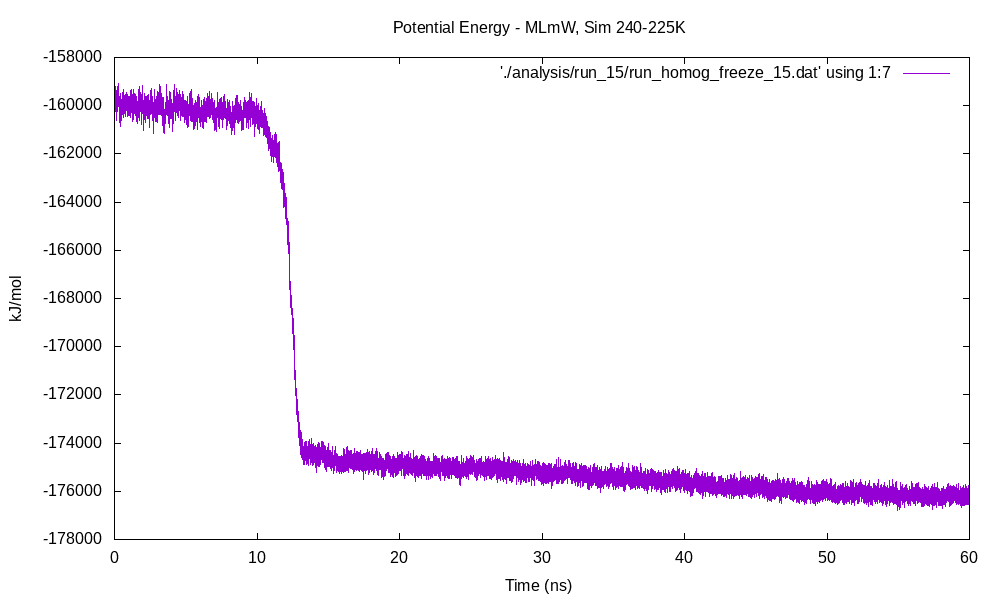 Potential Energy - MLmW, Sim 240-225K
'./analysis/run_15/run_homog_freeze_15.dat' using 1:7
-158000
-160000
-162000
-164000
-166000
-168000
-170000
-172000
-174000
-176000
-178000
kJ/mol
0 10 20 30 40 50 60
Time (ns)